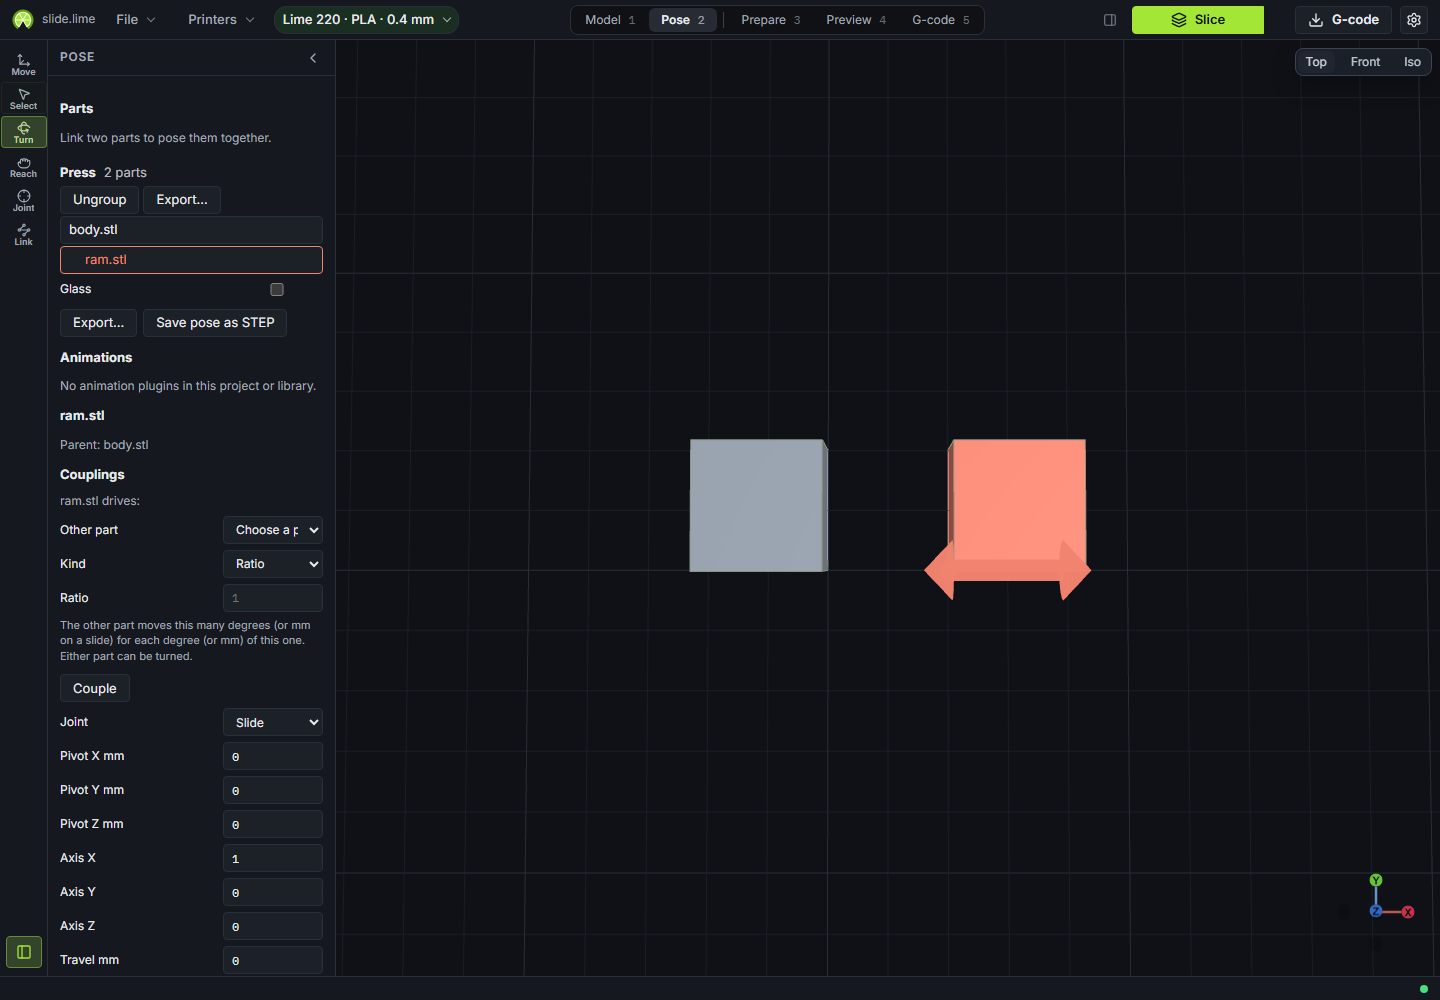 slide.lime
File
Printers
Lime 220 · PLA · 0.4 mm
Model 1
Pose 2
Prepare 3
Preview 4
G-code 5
Slice
G-code
Move
Select
Turn
Reach
Joint
Link
POSE
Parts
Link two parts to pose them together.
Press 2 parts
Ungroup
Export...
body.stl
ram.stl
Glass
Export...
Save pose as STEP
Animations
No animation plugins in this project or library.
ram.stl
Parent: body.stl
Couplings
ram.stl drives:
Other part
Choose a p
Kind
Ratio
Ratio
1
The other part moves this many degrees (or mm
on a slide) for each degree (or mm) of this one.
Either part can be turned.
Couple
Joint
Slide
Pivot X mm
0
Pivot Y mm
0
Pivot Z mm
0
Axis X
1
Axis Y
0
Axis Z
0
Travel mm
0
Top
Front
Iso
Y
Z
X